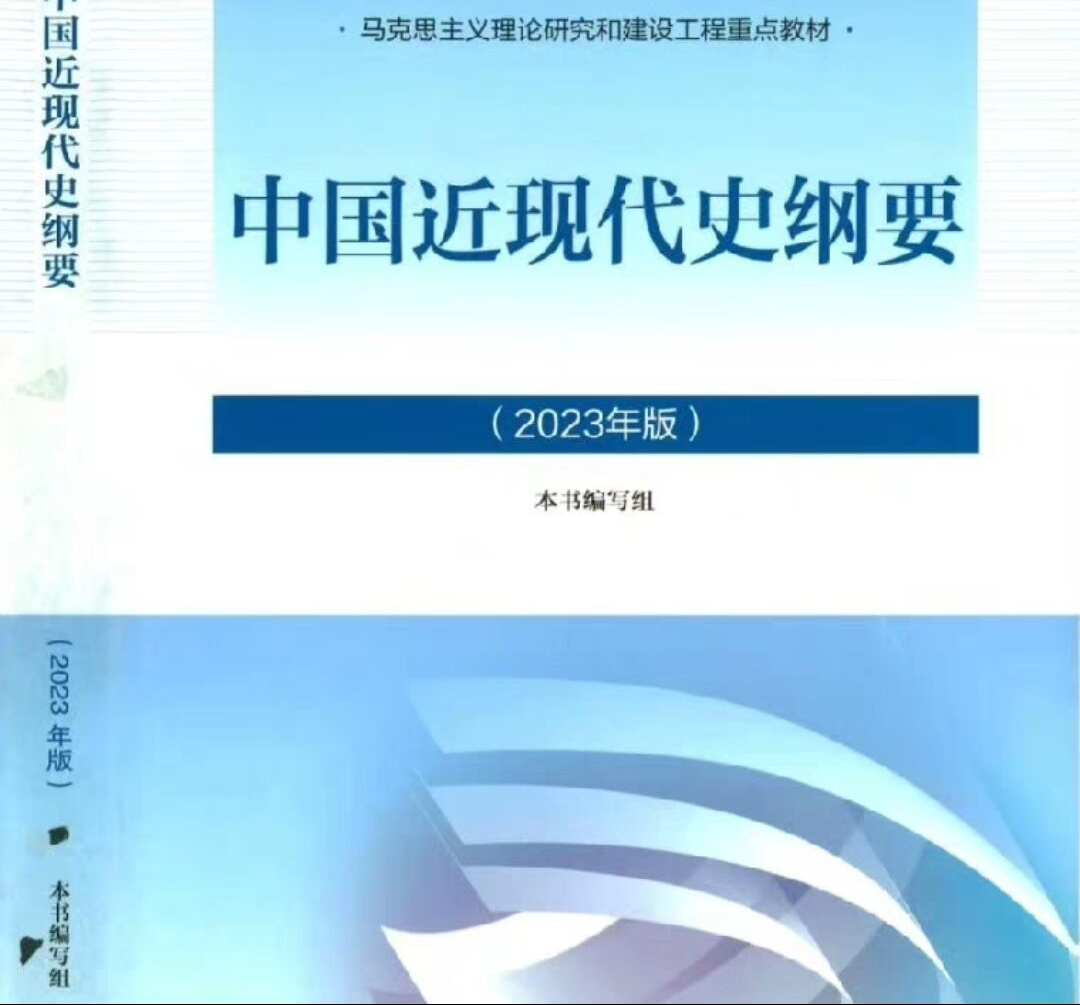 中国近现代史纲要
（2023年版）
本书编写组
· 马克思主义理论研究和建设工程重点教材 ·
中国近现代史纲要
（2023年版）
本书编写组